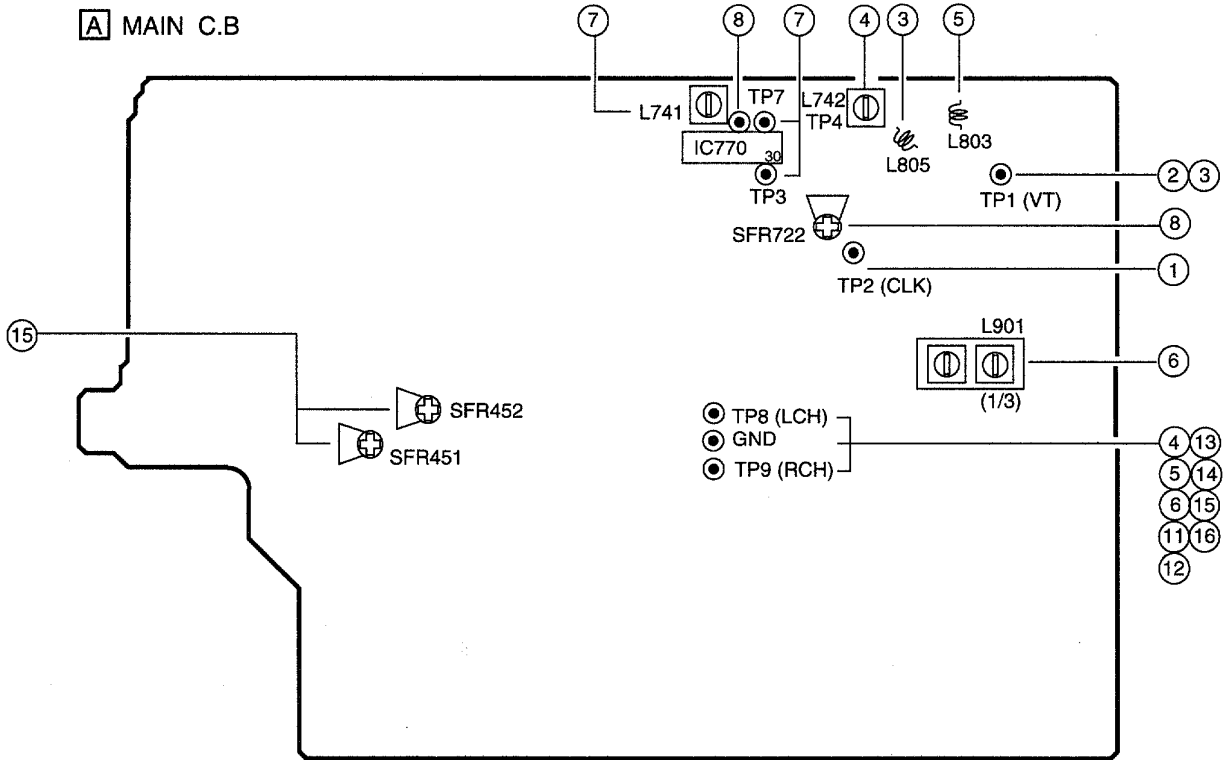 A MAIN C.B
7 8 7 4 3 5
L741
TP7
L742
TP4
IC770
30
TP3
L805
L803
TP1 (VT)
2 3
SFR722
8
TP2 (CLK)
1
15
L901
(1/3)
6
SFR452
SFR451
TP8 (LCH)
GND
TP9 (RCH)
4 13
5 14
6 15
11 16
12